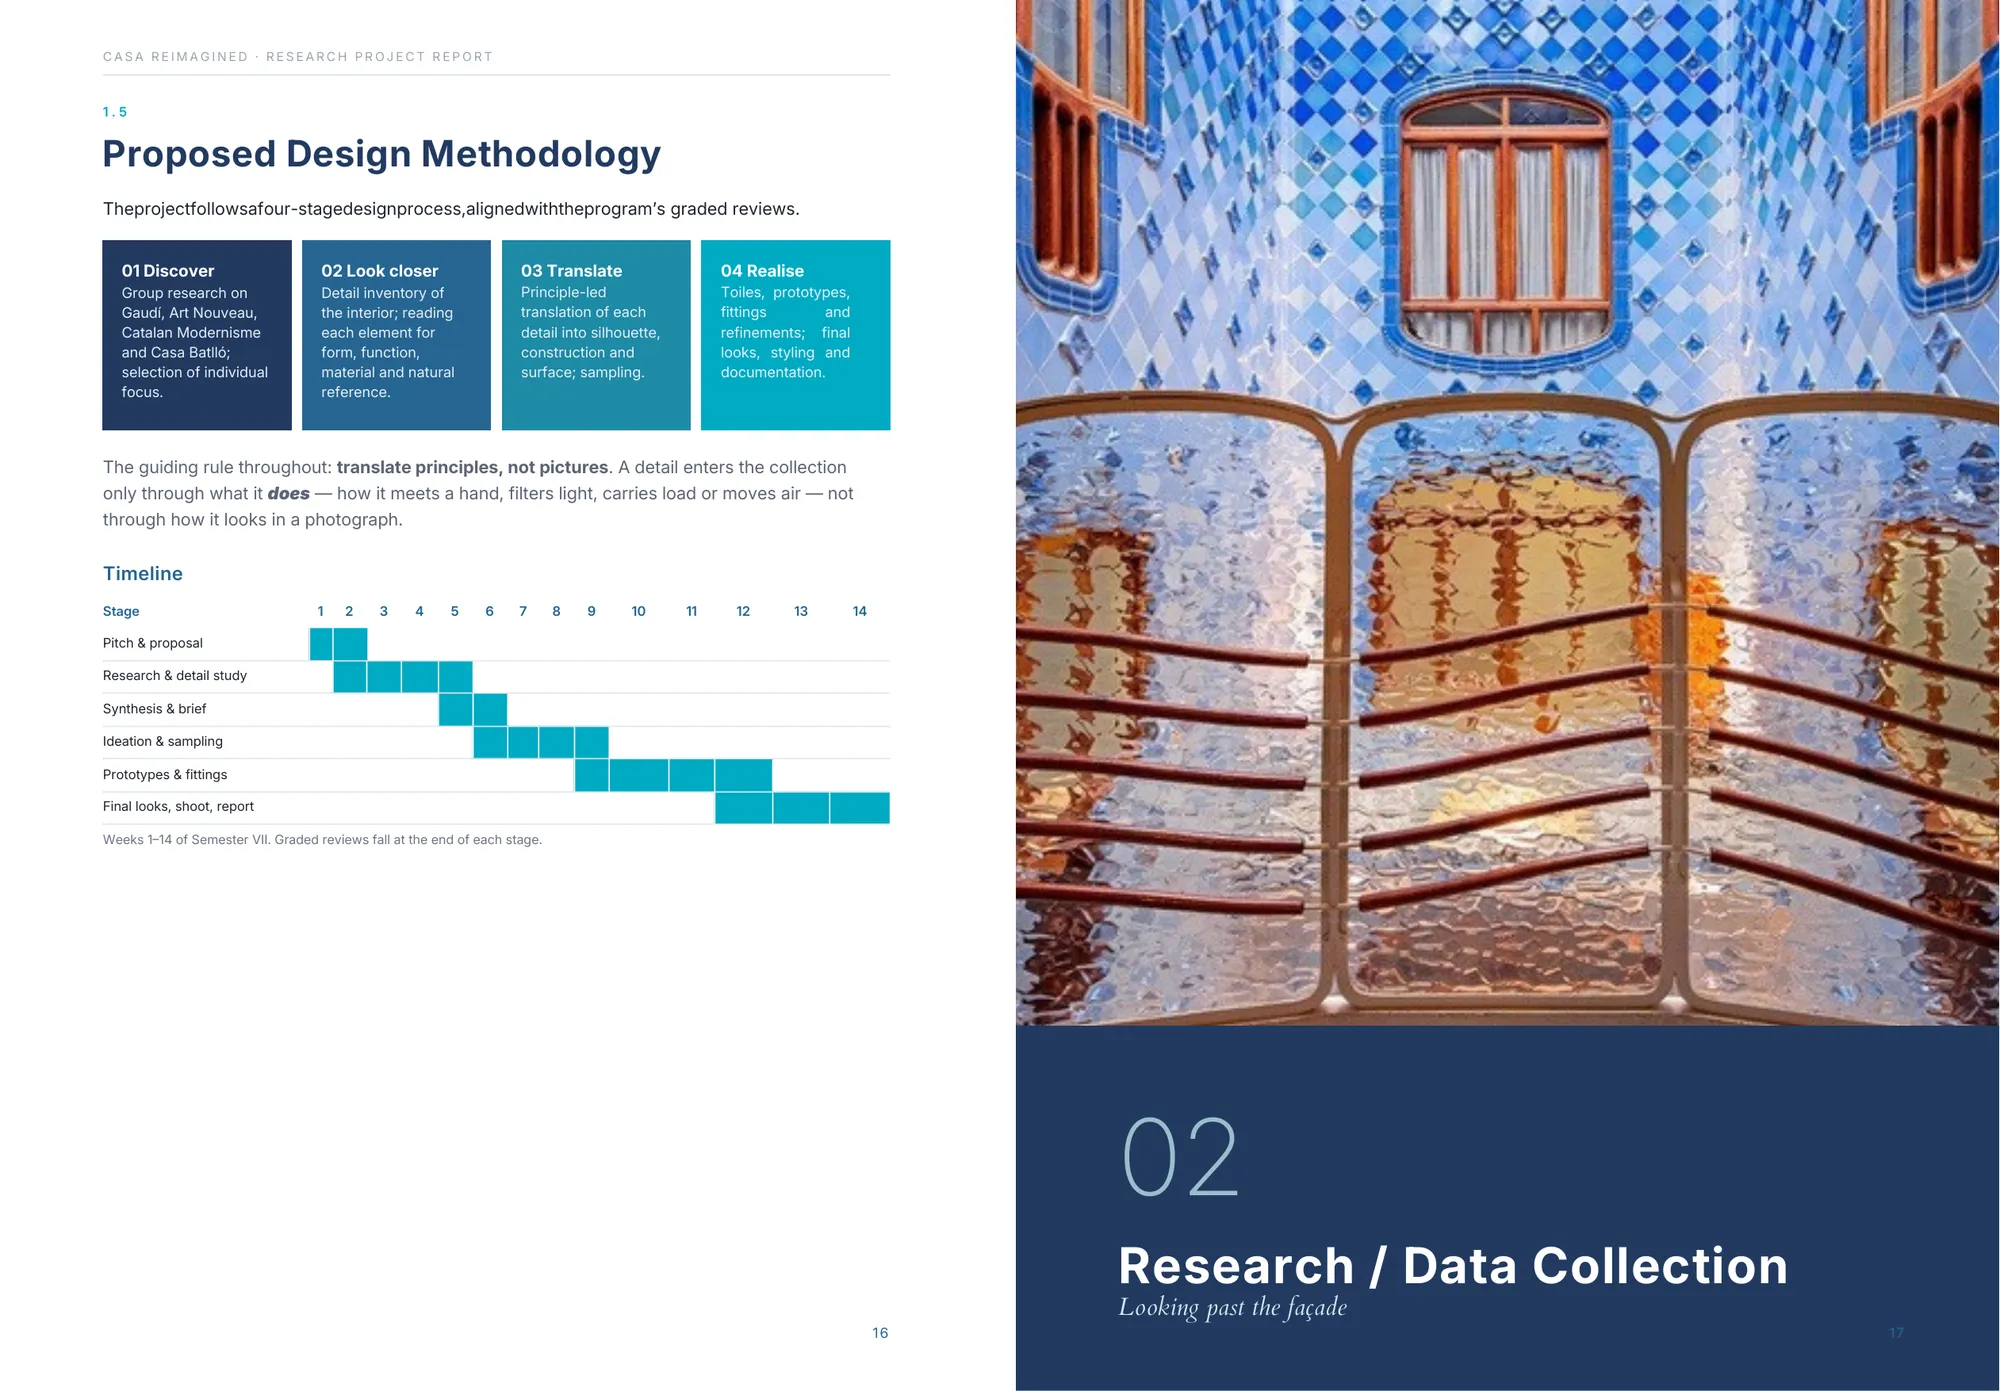 CASA REIMAGINED · RESEARCH PROJECT REPORT
1.5
Proposed Design Methodology
Theprojectfollowsafour-stagedesignprocess,alignedwiththeprogram’s graded reviews.
01 Discover
Group research on
Gaudí, Art Nouveau,
Catalan Modernisme
and Casa Batlló;
selection of individual
focus.
02 Look closer
Detail inventory of
the interior; reading
each element for
form, function,
material and natural
reference.
03 Translate
Principle-led
translation of each
detail into silhouette,
construction and
surface; sampling.
04 Realise
Toiles, prototypes,
fittings and
refinements; final
looks, styling and
documentation.
The guiding rule throughout: translate principles, not pictures. A detail enters the collection
only through what it does — how it meets a hand, filters light, carries load or moves air — not
through how it looks in a photograph.
Timeline
Stage 1 2 3 4 5 6 7 8 9 10 11 12 13 14
Pitch & proposal
Research & detail study
Synthesis & brief
Ideation & sampling
Prototypes & fittings
Final looks, shoot, report
Weeks 1–14 of Semester VII. Graded reviews fall at the end of each stage.
16
02
Research / Data Collection
Looking past the façade
17